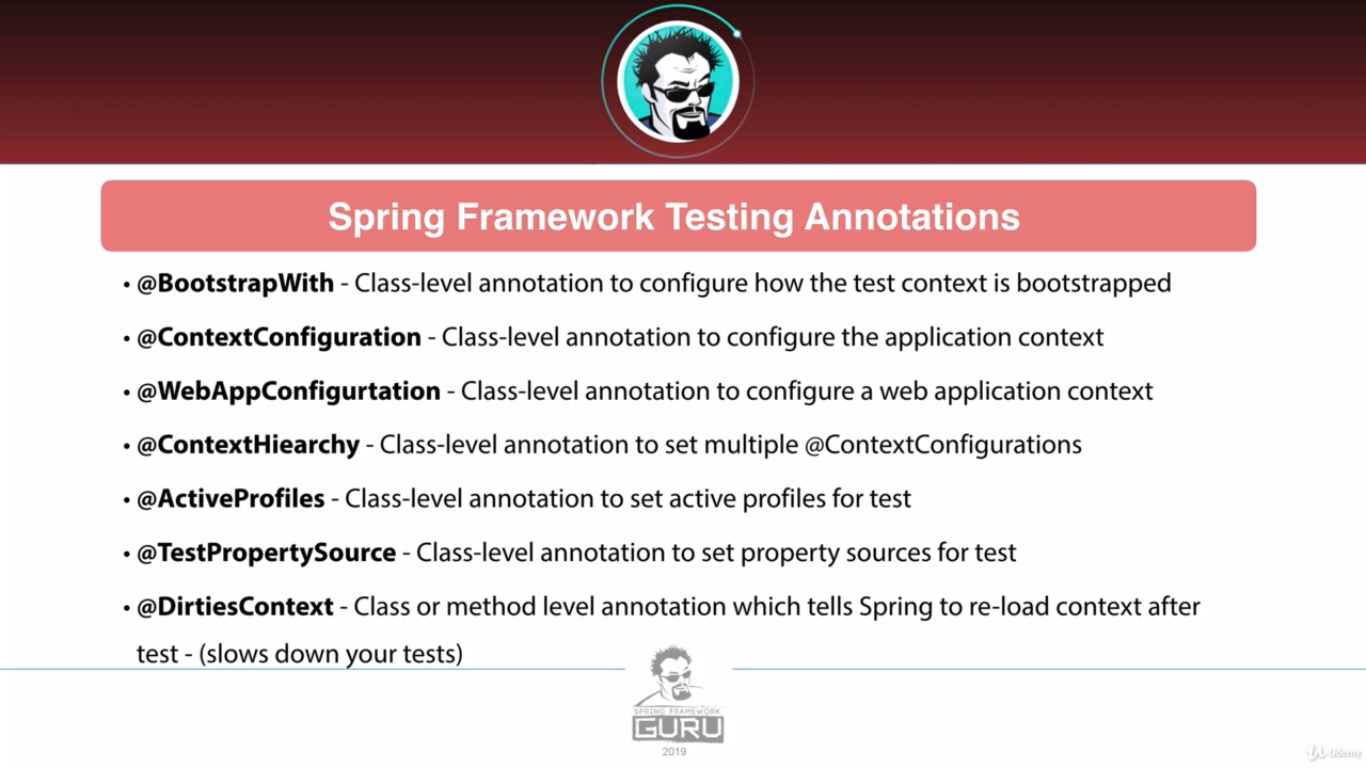 Spring Framework Testing Annotations
• @BootstrapWith - Class-level annotation to configure how the test context is bootstrapped
• @ContextConfiguration - Class-level annotation to configure the application context
• @WebAppConfigurtation - Class-level annotation to configure a web application context
• @ContextHiearchy - Class-level annotation to set multiple @ContextConfigurations
• @ActiveProfiles - Class-level annotation to set active profiles for test
• @TestPropertySource - Class-level annotation to set property sources for test
• @DirtiesContext - Class or method level annotation which tells Spring to re-load context after
test - (slows down your tests)
SPRING FRAMEWORK
GURU
2019
Udemy